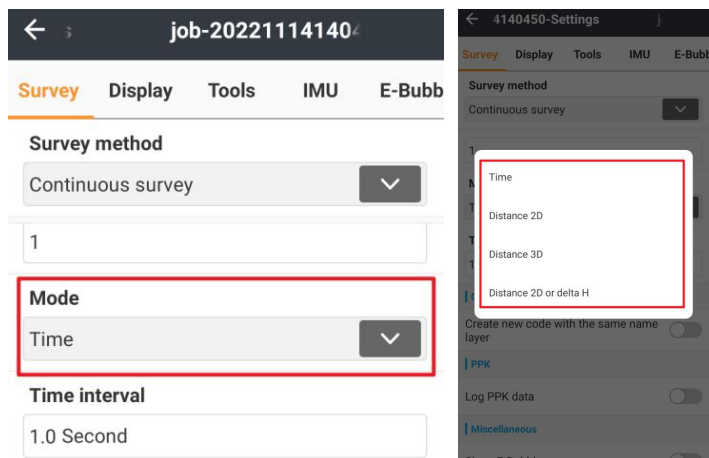 job-20221114140
Survey Display Tools IMU E-Bubb
Survey method
Continuous survey
1
Mode
Time
Time interval
1.0 Second
4140450-Settings
Survey Display Tools IMU E-Bubb
Survey method
Continuous survey
1
Time
Distance 2D
Distance 3D
Distance 2D or delta H
Create new code with the same name
layer
PPK
Log PPK data
Miscellaneous